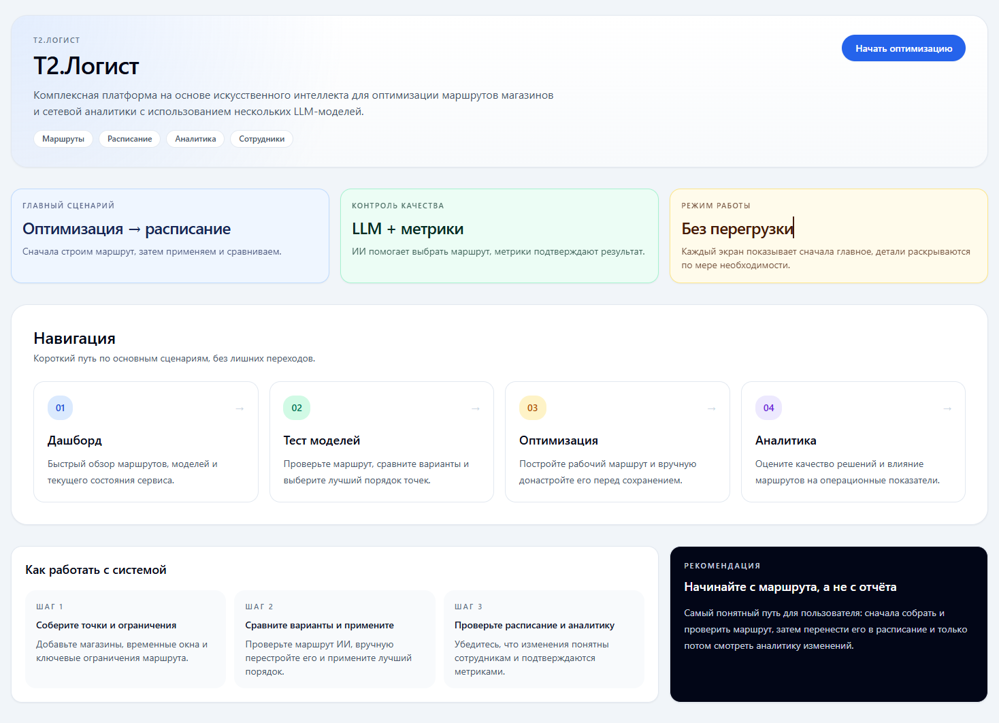 Т2.ЛОГИСТ
Т2.Логист
Начать оптимизацию
Комплексная платформа на основе искусственного интеллекта для оптимизации маршрутов магазинов
и сетевой аналитики с использованием нескольких LLM-моделей.
Маршруты
Расписание
Аналитика
Сотрудники
ГЛАВНЫЙ СЦЕНАРИЙ
Оптимизация → расписание
Сначала строим маршрут, затем применяем и сравниваем.
КОНТРОЛЬ КАЧЕСТВА
LLM + метрики
ИИ помогает выбрать маршрут, метрики подтверждают результат.
РЕЖИМ РАБОТЫ
Без перегрузки
Каждый экран показывает сначала главное, детали раскрываются
по мере необходимости.
Навигация
Короткий путь по основным сценариям, без лишних переходов.
01 →
Дашборд
Быстрый обзор маршрутов, моделей и
текущего состояния сервиса.
02 →
Тест моделей
Проверьте маршрут, сравните варианты и
выберите лучший порядок точек.
03 →
Оптимизация
Постройте рабочий маршрут и вручную
донастройте его перед сохранением.
04 →
Аналитика
Оцените качество решений и влияние
маршрутов на операционные показатели.
Как работать с системой
ШАГ 1
Соберите точки и ограничения
Добавьте магазины, временные окна и
ключевые ограничения маршрута.
ШАГ 2
Сравните варианты и примените
Проверьте маршрут ИИ, вручную
перестройте его и примените лучший
порядок.
ШАГ 3
Проверьте расписание и аналитику
Убедитесь, что изменения понятны
сотрудникам и подтверждаются
метриками.
РЕКОМЕНДАЦИЯ
Начинайте с маршрута, а не с отчёта
Самый понятный путь для пользователя: сначала собрать и
проверить маршрут, затем перенести его в расписание и только
потом смотреть аналитику изменений.